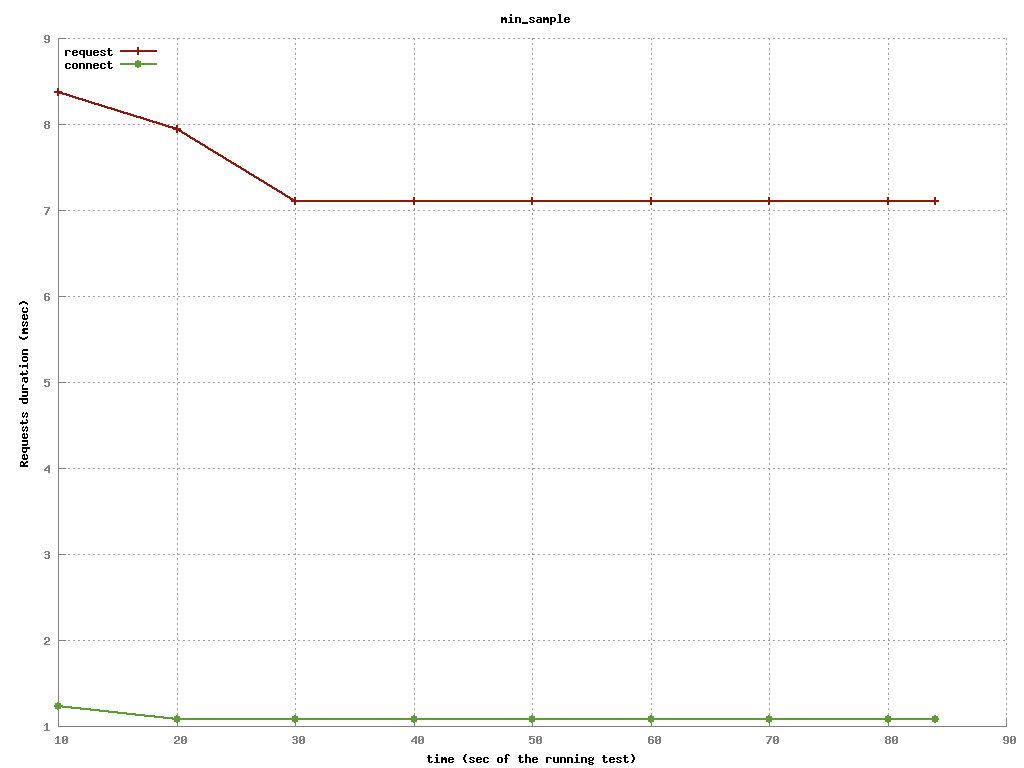 min_sample
request
connect
9
8
7
6
5
4
3
2
1
Requests duration (msec)
10 20 30 40 50 60 70 80 90
time (sec of the running test)